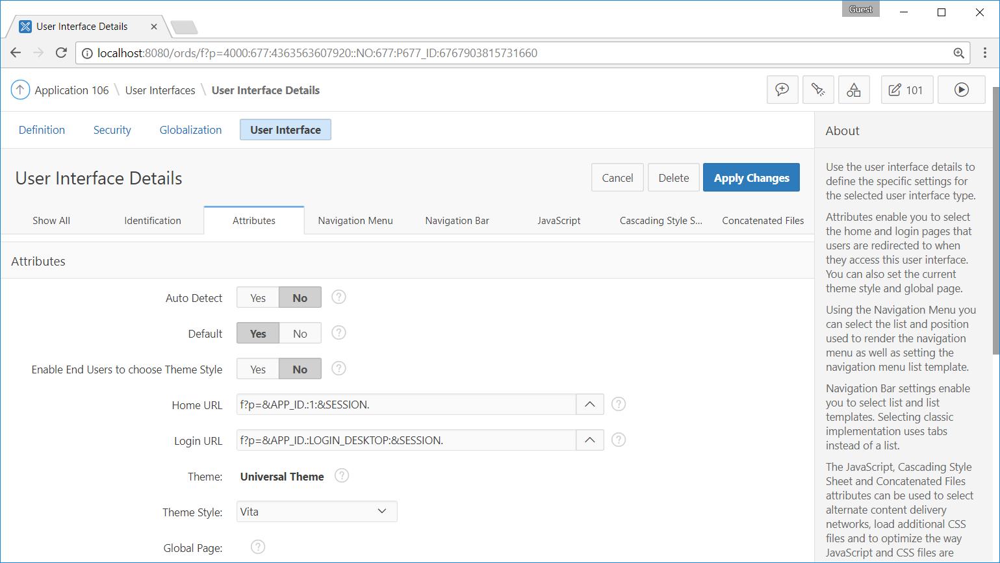 Guest
User Interface Details
localhost:8080/ords/f?p=4000:677:4363563607920::NO:677:P677_ID:6767903815731660
Application 106 \ User Interfaces \ User Interface Details
101
Definition Security Globalization User Interface
User Interface Details
Cancel Delete Apply Changes
Show All Identification Attributes Navigation Menu Navigation Bar JavaScript Cascading Style S... Concatenated Files
Attributes
Auto Detect Yes No ?
Default Yes No ?
Enable End Users to choose Theme Style Yes No ?
Home URL f?p=&APP_ID.:1:&SESSION. ?
Login URL f?p=&APP_ID.:LOGIN_DESKTOP:&SESSION. ?
Theme: Universal Theme ?
Theme Style: Vita
Global Page: ?
About
Use the user interface details to
define the specific settings for
the selected user interface type.
Attributes enable you to select
the home and login pages that
users are redirected to when
they access this user interface.
You can also set the current
theme style and global page.
Using the Navigation Menu you
can select the list and position
used to render the navigation
menu as well as setting the
navigation menu list template.
Navigation Bar settings enable
you to select list and list
templates. Selecting classic
implementation uses tabs
instead of a list.
The JavaScript, Cascading Style
Sheet and Concatenated Files
attributes can be used to select
alternate content delivery
networks, load additional CSS
files and to optimize the way
JavaScript and CSS files are